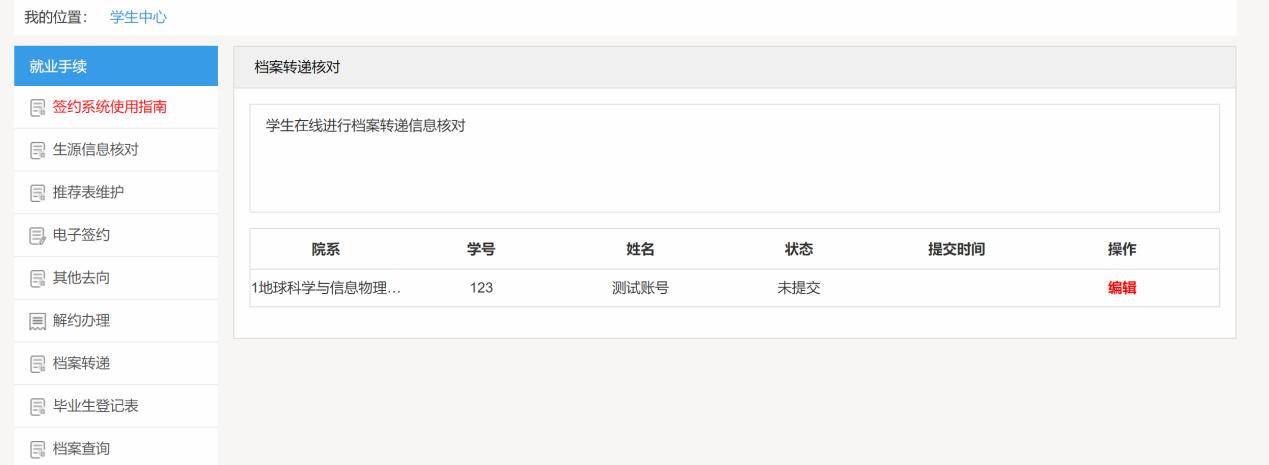 我的位置： 学生中心
就业手续
签约系统使用指南
生源信息核对
推荐表维护
电子签约
其他去向
解约办理
档案转递
毕业生登记表
档案查询
档案转递核对
学生在线进行档案转递信息核对
院系 学号 姓名 状态 提交时间 操作
1地球科学与信息物理… 123 测试账号 未提交 编辑